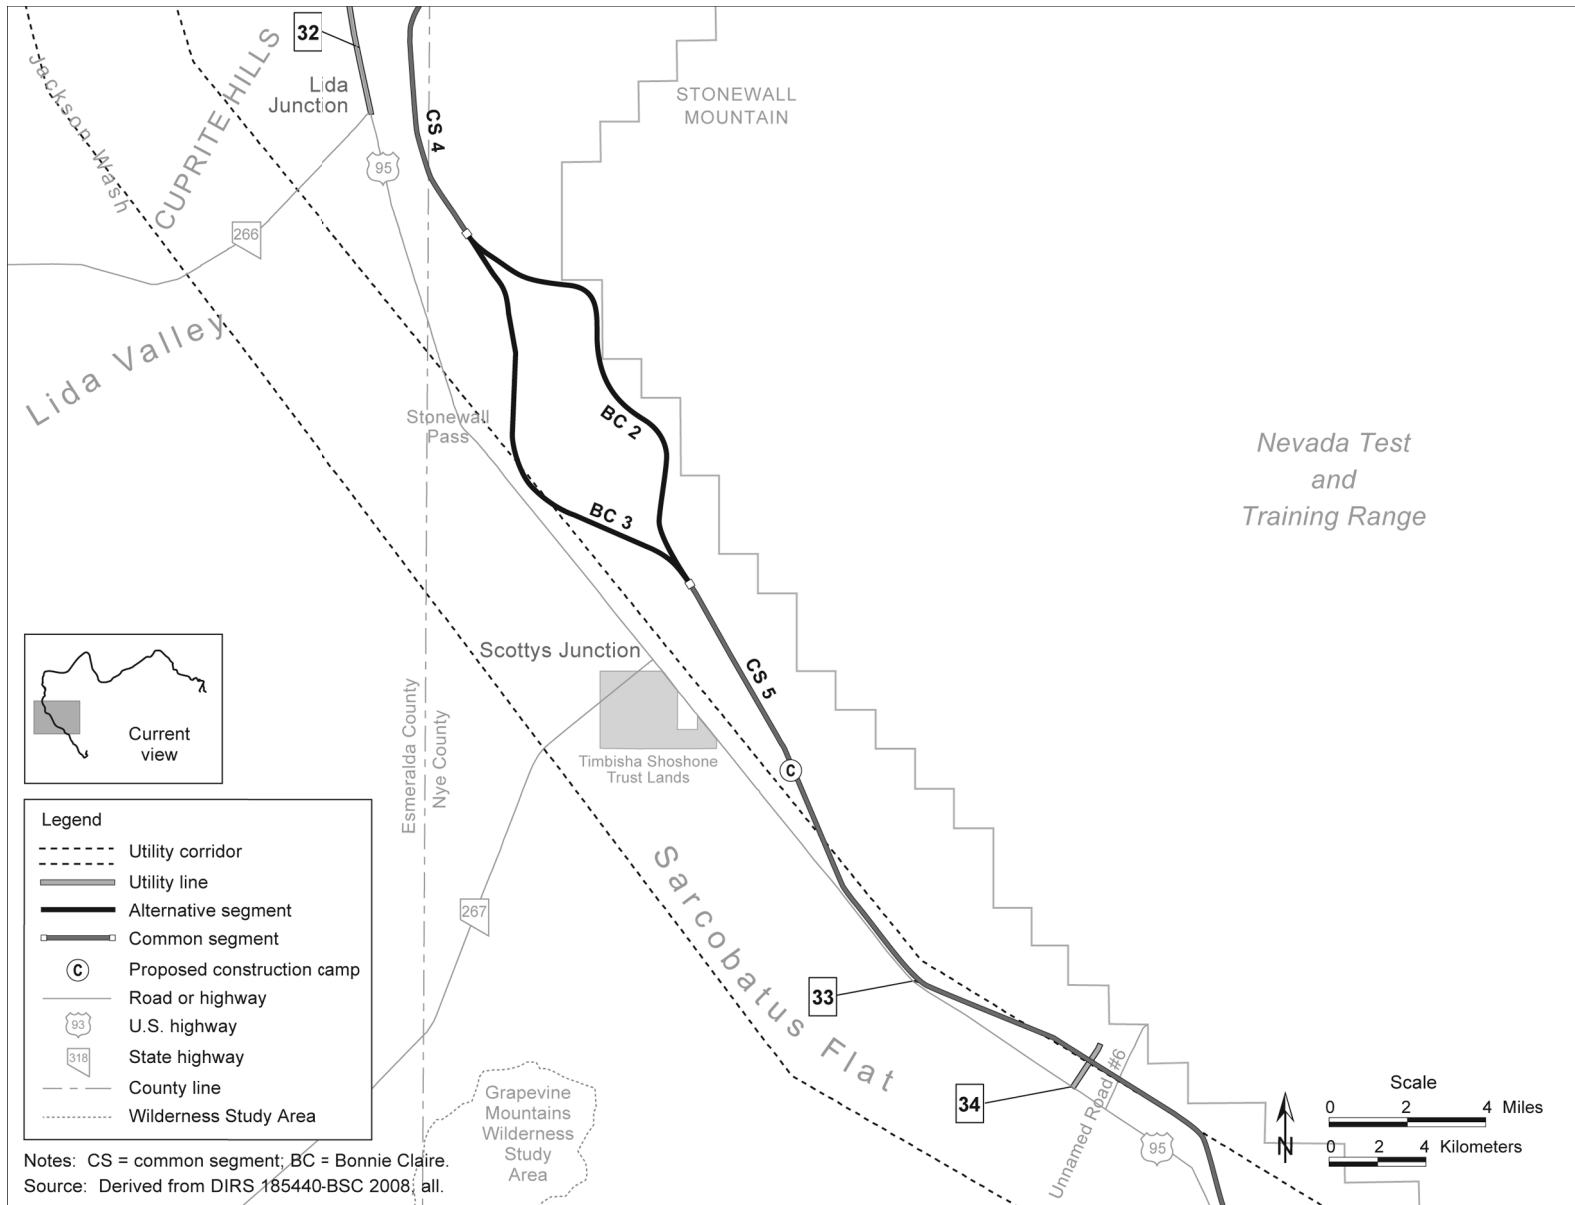 32
Jackson Wash
CUPRITE HILLS
Lida
Junction
CS 4
STONEWALL
MOUNTAIN
95
266
Lida Valley
Stonewall
Pass
BC 2
BC 3
Nevada Test
and
Training Range
Scottys Junction
CS 5
Current
view
Esmeralda County
Nye County
Timbisha Shoshone
Trust Lands
C
Legend
Utility corridor
Utility line
Alternative segment
Common segment
C Proposed construction camp
Road or highway
93 U.S. highway
318 State highway
County line
Wilderness Study Area
267
Sarcobatus Flat
33
34
Unnamed Road #6
95
Grapevine
Mountains
Wilderness
Study
Area
N
Scale
0 2 4 Miles
0 2 4 Kilometers
Notes: CS = common segment; BC = Bonnie Claire.
Source: Derived from DIRS 185440-BSC 2008, all.